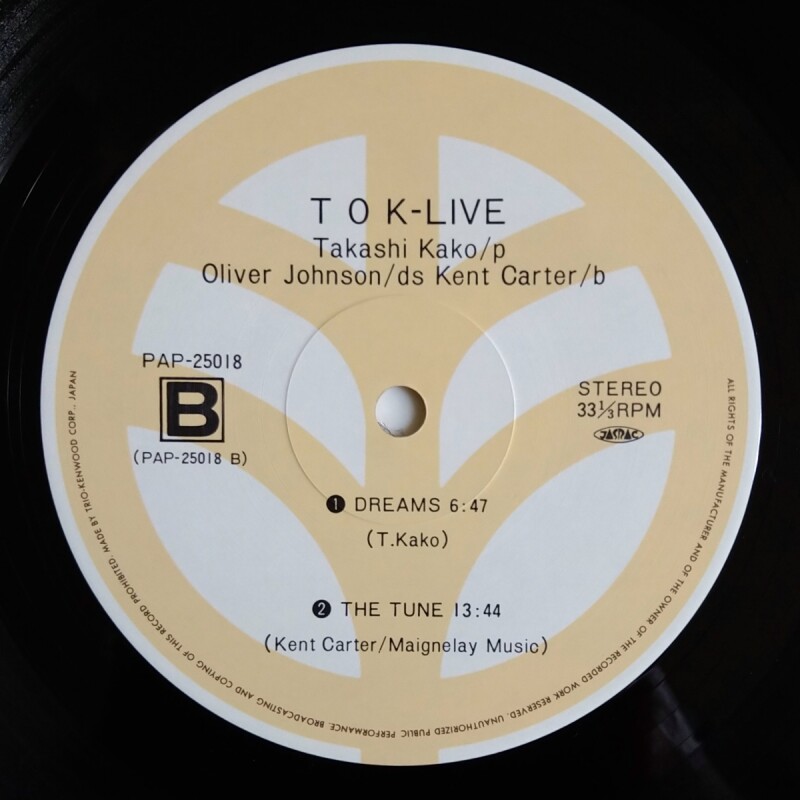 T O K-LIVE
Takashi Kako/p
Oliver Johnson/ds Kent Carter/b
PAP-25018
B
(PAP-25018 B)
STEREO
33⅓RPM
JASRAC
❶ DREAMS 6:47
(T.Kako)
❷ THE TUNE 13:44
(Kent Carter/Maignelay Music)
ALL RIGHTS OF THE MANUFACTURER AND OF THE OWNER OF THE RECORDED WORK RESERVED. UNAUTHORIZED PUBLIC PERFORMANCE. BROADCASTING AND COPYING OF THIS RECORD PROHIBITED. MADE BY TRIO-KENWOOD CORP., JAPAN